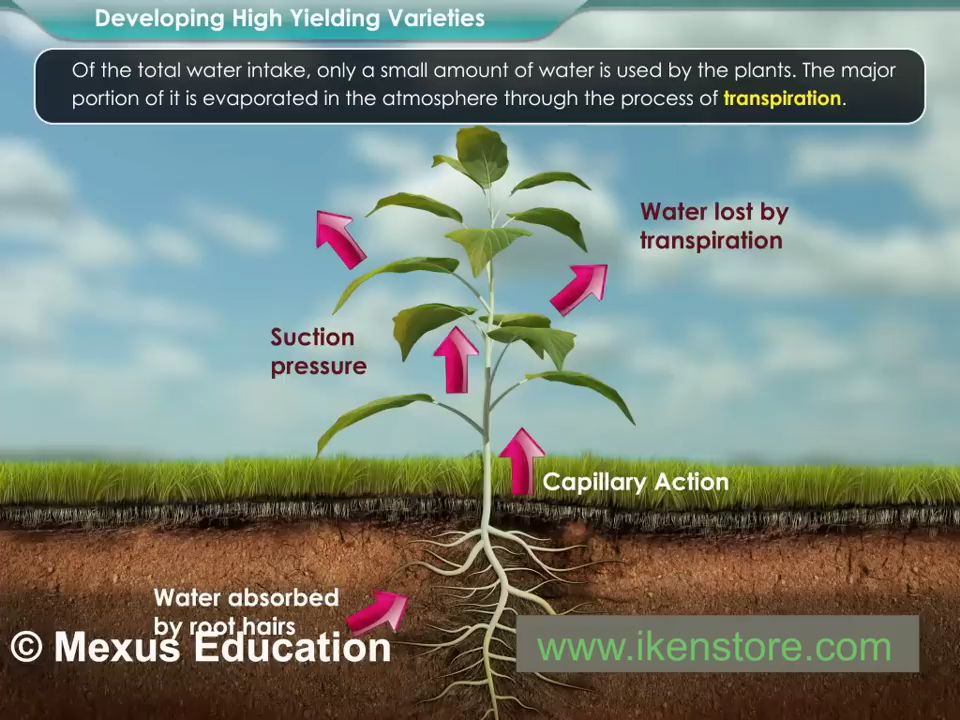 Developing High Yielding Varieties
Of the total water intake, only a small amount of water is used by the plants. The major
portion of it is evaporated in the atmosphere through the process of transpiration.
Water lost by
transpiration
Suction
pressure
Capillary Action
Water absorbed
by root hairs
© Mexus Education
www.ikenstore.com